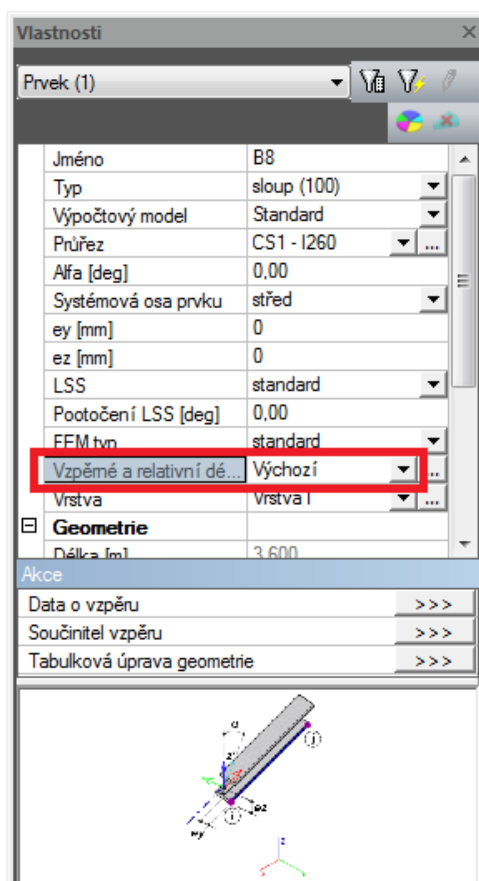 Vlastnosti
Prvek (1)
Jméno B8
Typ sloup (100)
Výpočtový model Standard
Průřez CS1 - I260 ...
Alfa [deg] 0,00
Systémová osa prvku střed
ey [mm] 0
ez [mm] 0
LSS standard
Pootočení LSS [deg] 0,00
FEM typ standard
Vzpěrné a relativní dé... Výchozí ...
Vrstva Vrstva1 ...
Geometrie
Délka [m] 3,600
Akce
Data o vzpěru >>>
Součinitel vzpěru >>>
Tabulková úprava geometrie >>>
α
j
z
ez
i
ey
z